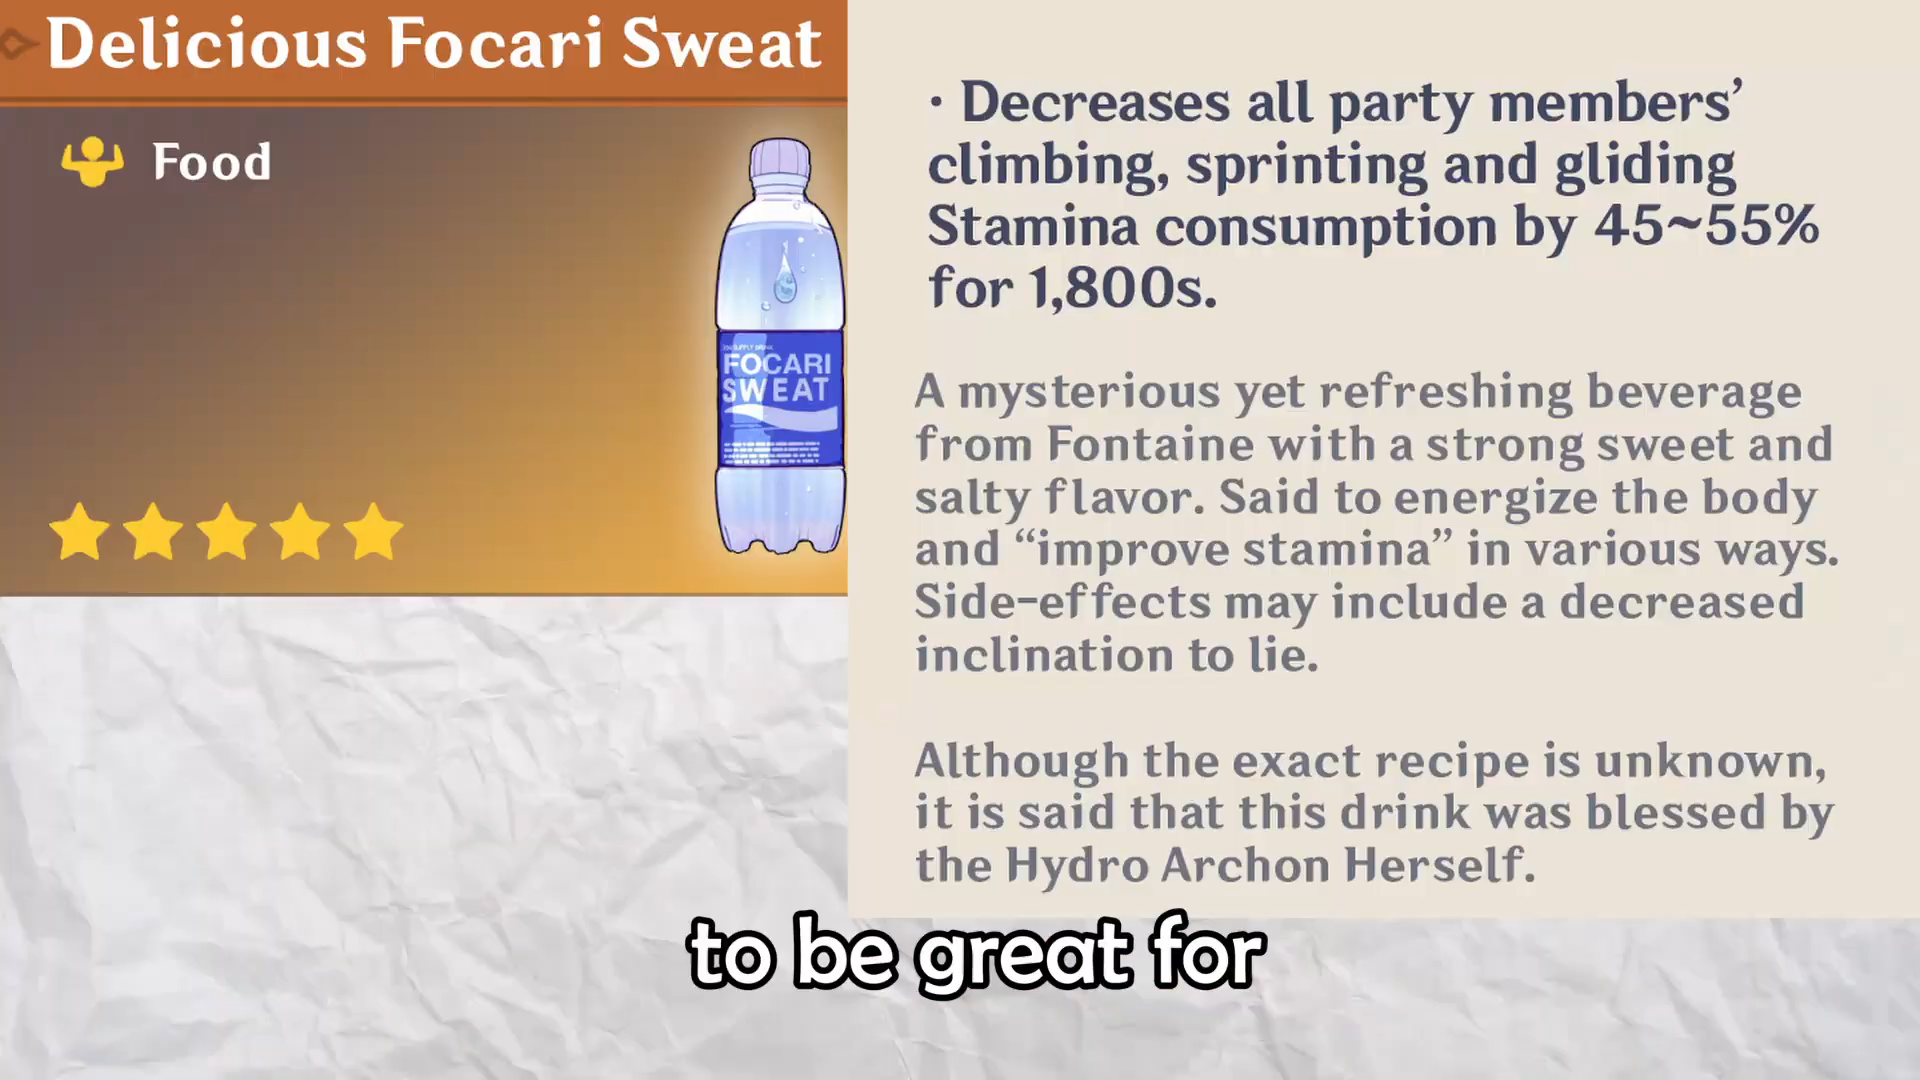 Delicious Focari Sweat
Food
FOCARI
SWEAT
• Decreases all party members’
climbing, sprinting and gliding
Stamina consumption by 45~55%
for 1,800s.
A mysterious yet refreshing beverage
from Fontaine with a strong sweet and
salty flavor. Said to energize the body
and “improve stamina” in various ways.
Side-effects may include a decreased
inclination to lie.
Although the exact recipe is unknown,
it is said that this drink was blessed by
the Hydro Archon Herself.
to be great for